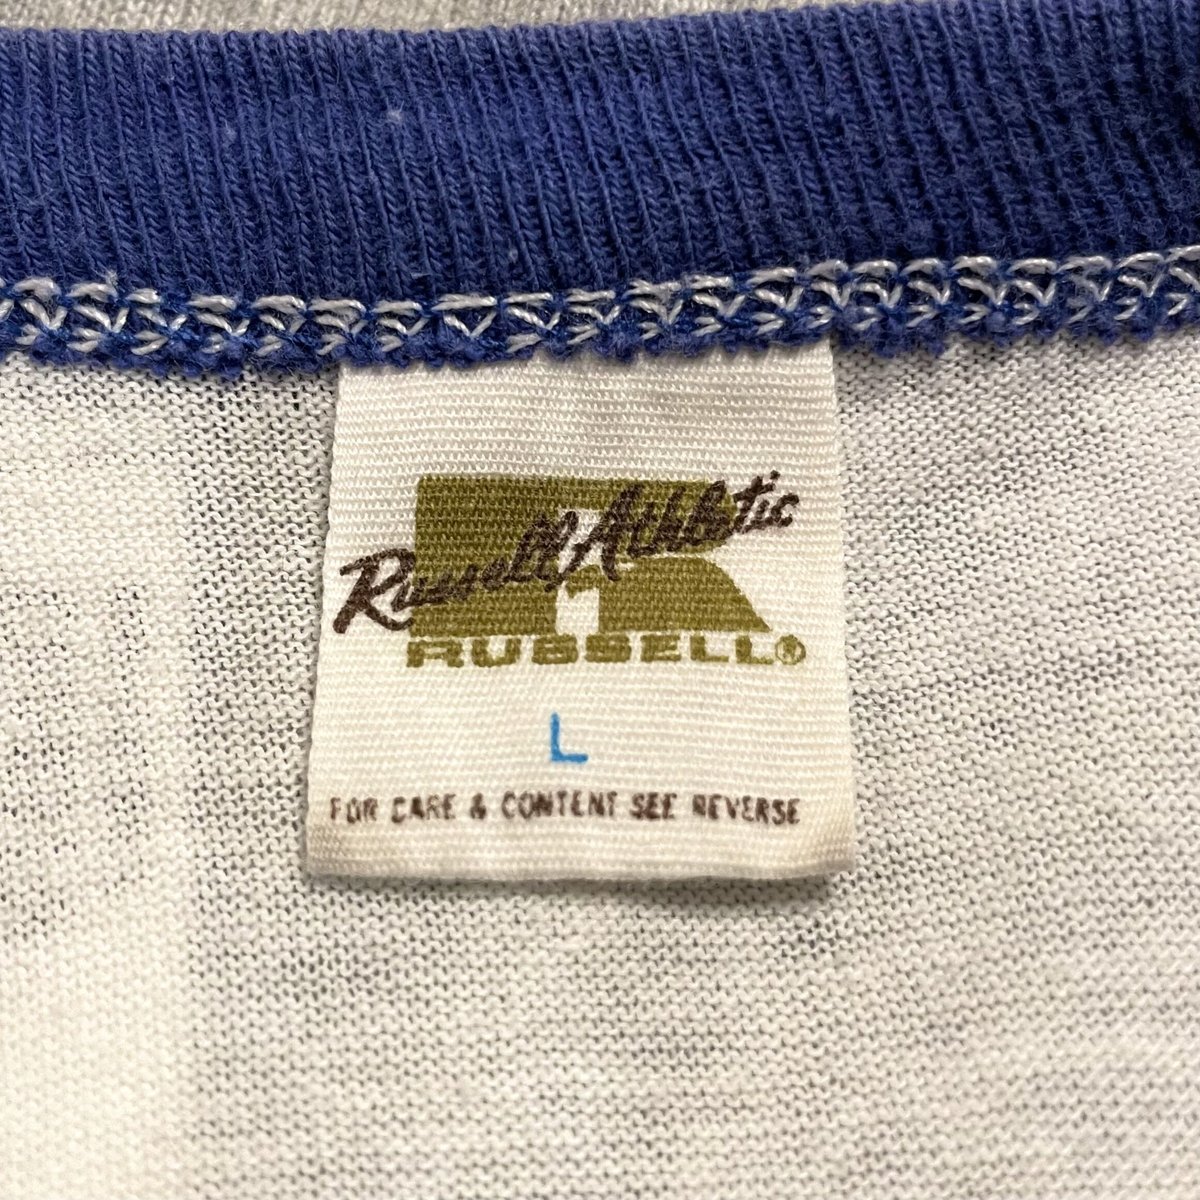 Russell Athletic
RUSSELL®
L
FOR CARE & CONTENT SEE REVERSE